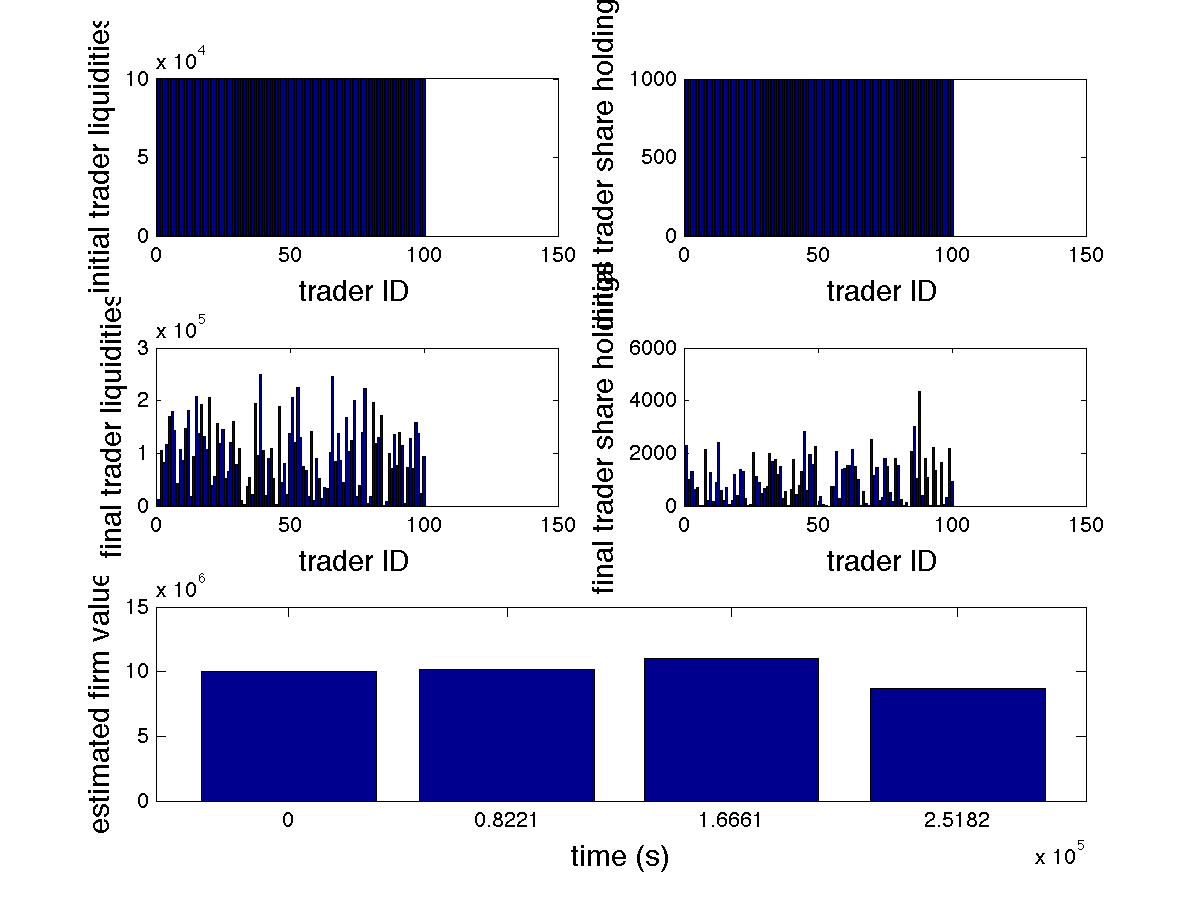 x 10^4
10
5
0
0 50 100 150
trader ID
initial trader liquidities
1000
500
0
0 50 100 150
trader ID
trader share holding
x 10^5
3
2
1
0
0 50 100 150
trader ID
final trader liquidities
6000
4000
2000
0
0 50 100 150
trader ID
final trader share holdings
x 10^6
15
10
5
0
0 0.8221 1.6661 2.5182
x 10^5
time (s)
estimated firm value